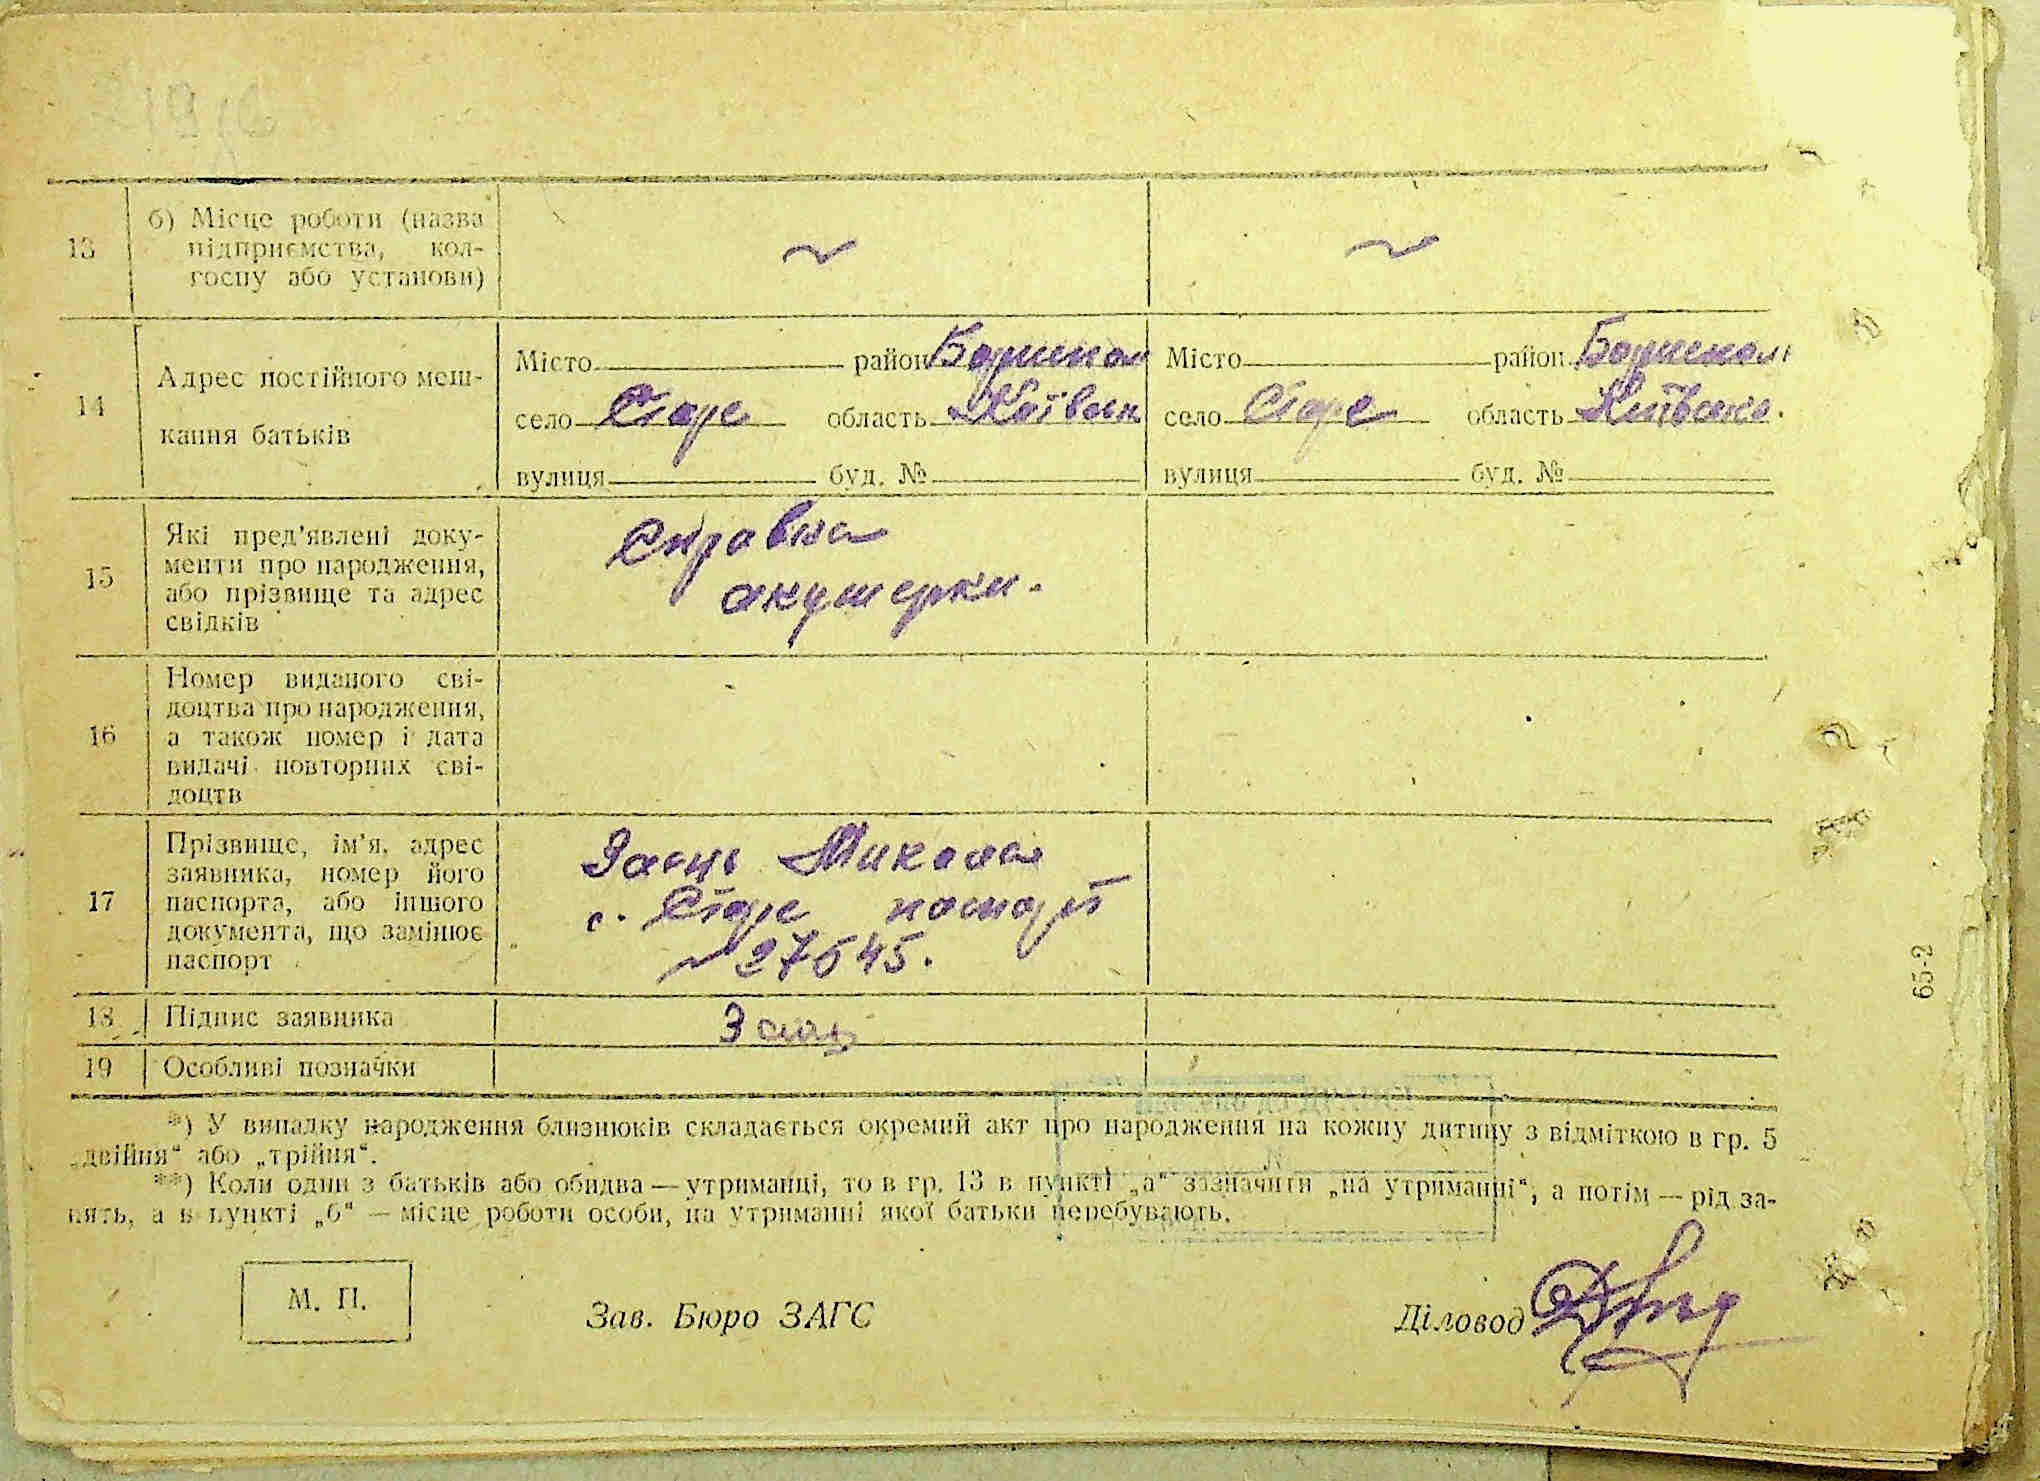 13
б) Місце роботи (назва
підприємства, кол-
госпу або установи)
~
~
14
Адрес постійного меш-
кання батьків
Місто район Борискол
село Старе область Київськ
вулиця буд. №
Місто район Борискол
село Старе область Київськ.
вулиця буд. №
15
Які пред'явлені доку-
менти про народження,
або прізвище та адрес
свідків
Справка
акушерки.
16
Номер виданого сві-
доцтва про народження,
а також номер і дата
видачі повторних сві-
доцтв
17
Прізвище, ім'я, адрес
заявника, номер його
паспорта, або іншого
документа, що замінює
паспорт
Заєць Микола
с. Старе паспорт
~ 27645.
18
Підпис заявника
Заєць
19
Особливі позначки
*) У випадку народження близнюків складається окремий акт про народження на кожну дитину з відміткою в гр. 5
„двійня" або „трійня".
**) Коли один з батьків або обидва — утриманці, то в гр. 13 в пункті „а" зазначити „на утриманні", а потім — рід за-
нять, а в пункті „б" — місце роботи особи, на утриманні якої батьки перебувають.
М. П.
Зав. Бюро ЗАГС
Діловод
65-2